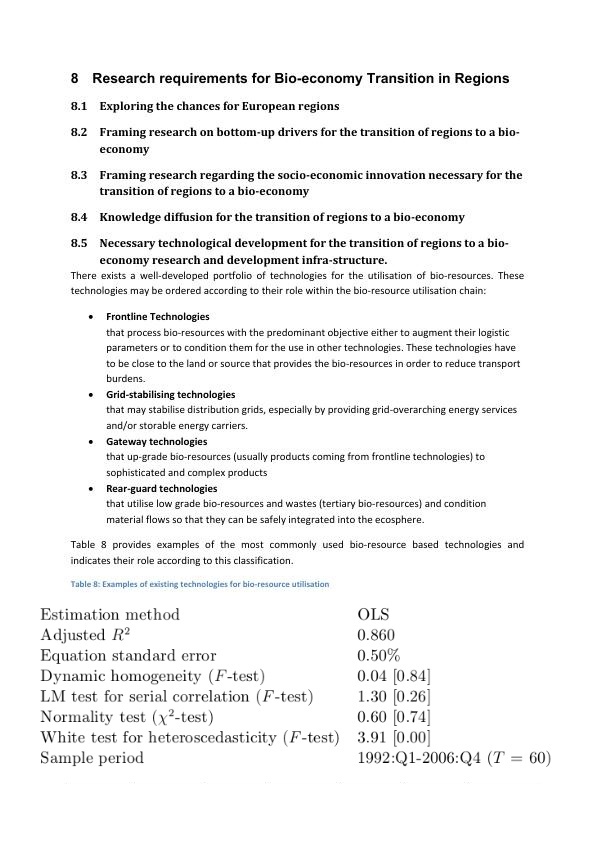 8 Research requirements for Bio-economy Transition in Regions
8.1 Exploring the chances for European regions
8.2 Framing research on bottom-up drivers for the transition of regions to a bio-
economy
8.3 Framing research regarding the socio-economic innovation necessary for the
transition of regions to a bio-economy
8.4 Knowledge diffusion for the transition of regions to a bio-economy
8.5 Necessary technological development for the transition of regions to a bio-
economy research and development infra-structure.
There exists a well-developed portfolio of technologies for the utilisation of bio-resources. These
technologies may be ordered according to their role within the bio-resource utilisation chain:
• Frontline Technologies
that process bio-resources with the predominant objective either to augment their logistic
parameters or to condition them for the use in other technologies. These technologies have
to be close to the land or source that provides the bio-resources in order to reduce transport
burdens.
• Grid-stabilising technologies
that may stabilise distribution grids, especially by providing grid-overarching energy services
and/or storable energy carriers.
• Gateway technologies
that up-grade bio-resources (usually products coming from frontline technologies) to
sophisticated and complex products
• Rear-guard technologies
that utilise low grade bio-resources and wastes (tertiary bio-resources) and condition
material flows so that they can be safely integrated into the ecosphere.
Table 8 provides examples of the most commonly used bio-resource based technologies and
indicates their role according to this classification.
Table 8: Examples of existing technologies for bio-resource utilisation
Estimation method OLS
Adjusted R² 0.860
Equation standard error 0.50%
Dynamic homogeneity (F-test) 0.04 [0.84]
LM test for serial correlation (F-test) 1.30 [0.26]
Normality test (χ²-test) 0.60 [0.74]
White test for heteroscedasticity (F-test) 3.91 [0.00]
Sample period 1992:Q1-2006:Q4 (T = 60)